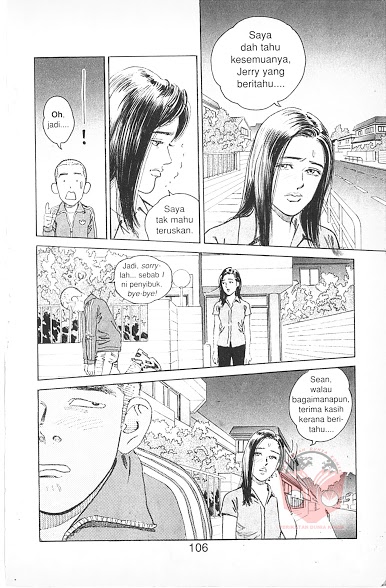 Saya
dah tahu
kesemuanya,
Jerry yang
beritahu....
Saya
tak mahu
teruskan.
!
Oh,
jadi....
Jadi, sorry
lah... sebab I
ni penyibuk,
bye-bye!
Sean,
walau
bagaimanapun,
terima kasih
kerana beri-
tahu....
106